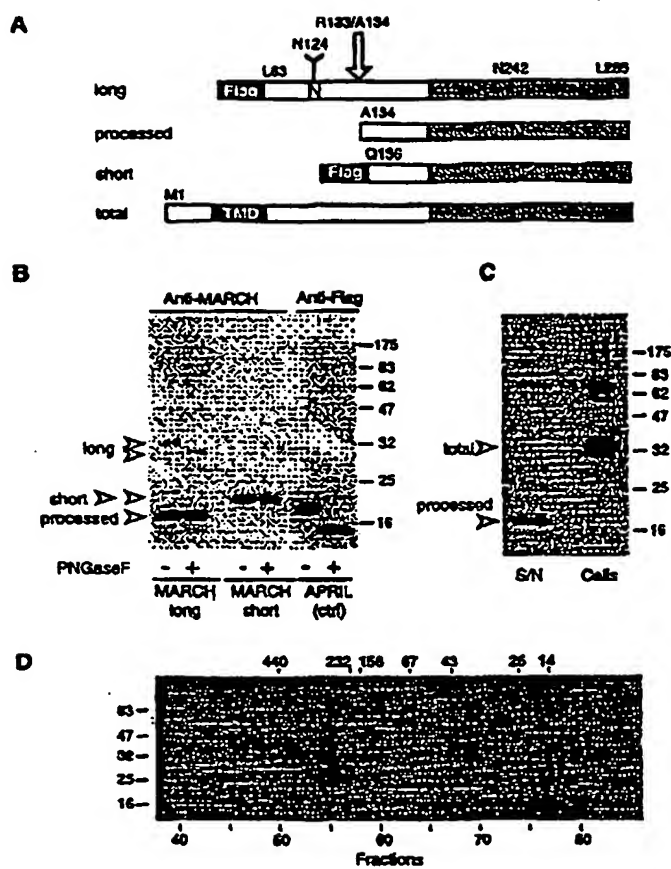 A
R133/A134
N124
L83 N242
long Flag N
A134
processed
Q136
short Flag
M1
total TMD
B
Anti-MARCH Anti-Flag
175
83
62
47
long 32
25
short
processed 16
PNGaseF - + - + - +
MARCH long MARCH short APRIL (ctrl)
C
175
83
62
47
total 32
25
processed
16
S/N Cells
D
440 232 158 67 43 25 14
83
47
32
25
16
40 50 60 70 80
Fractions